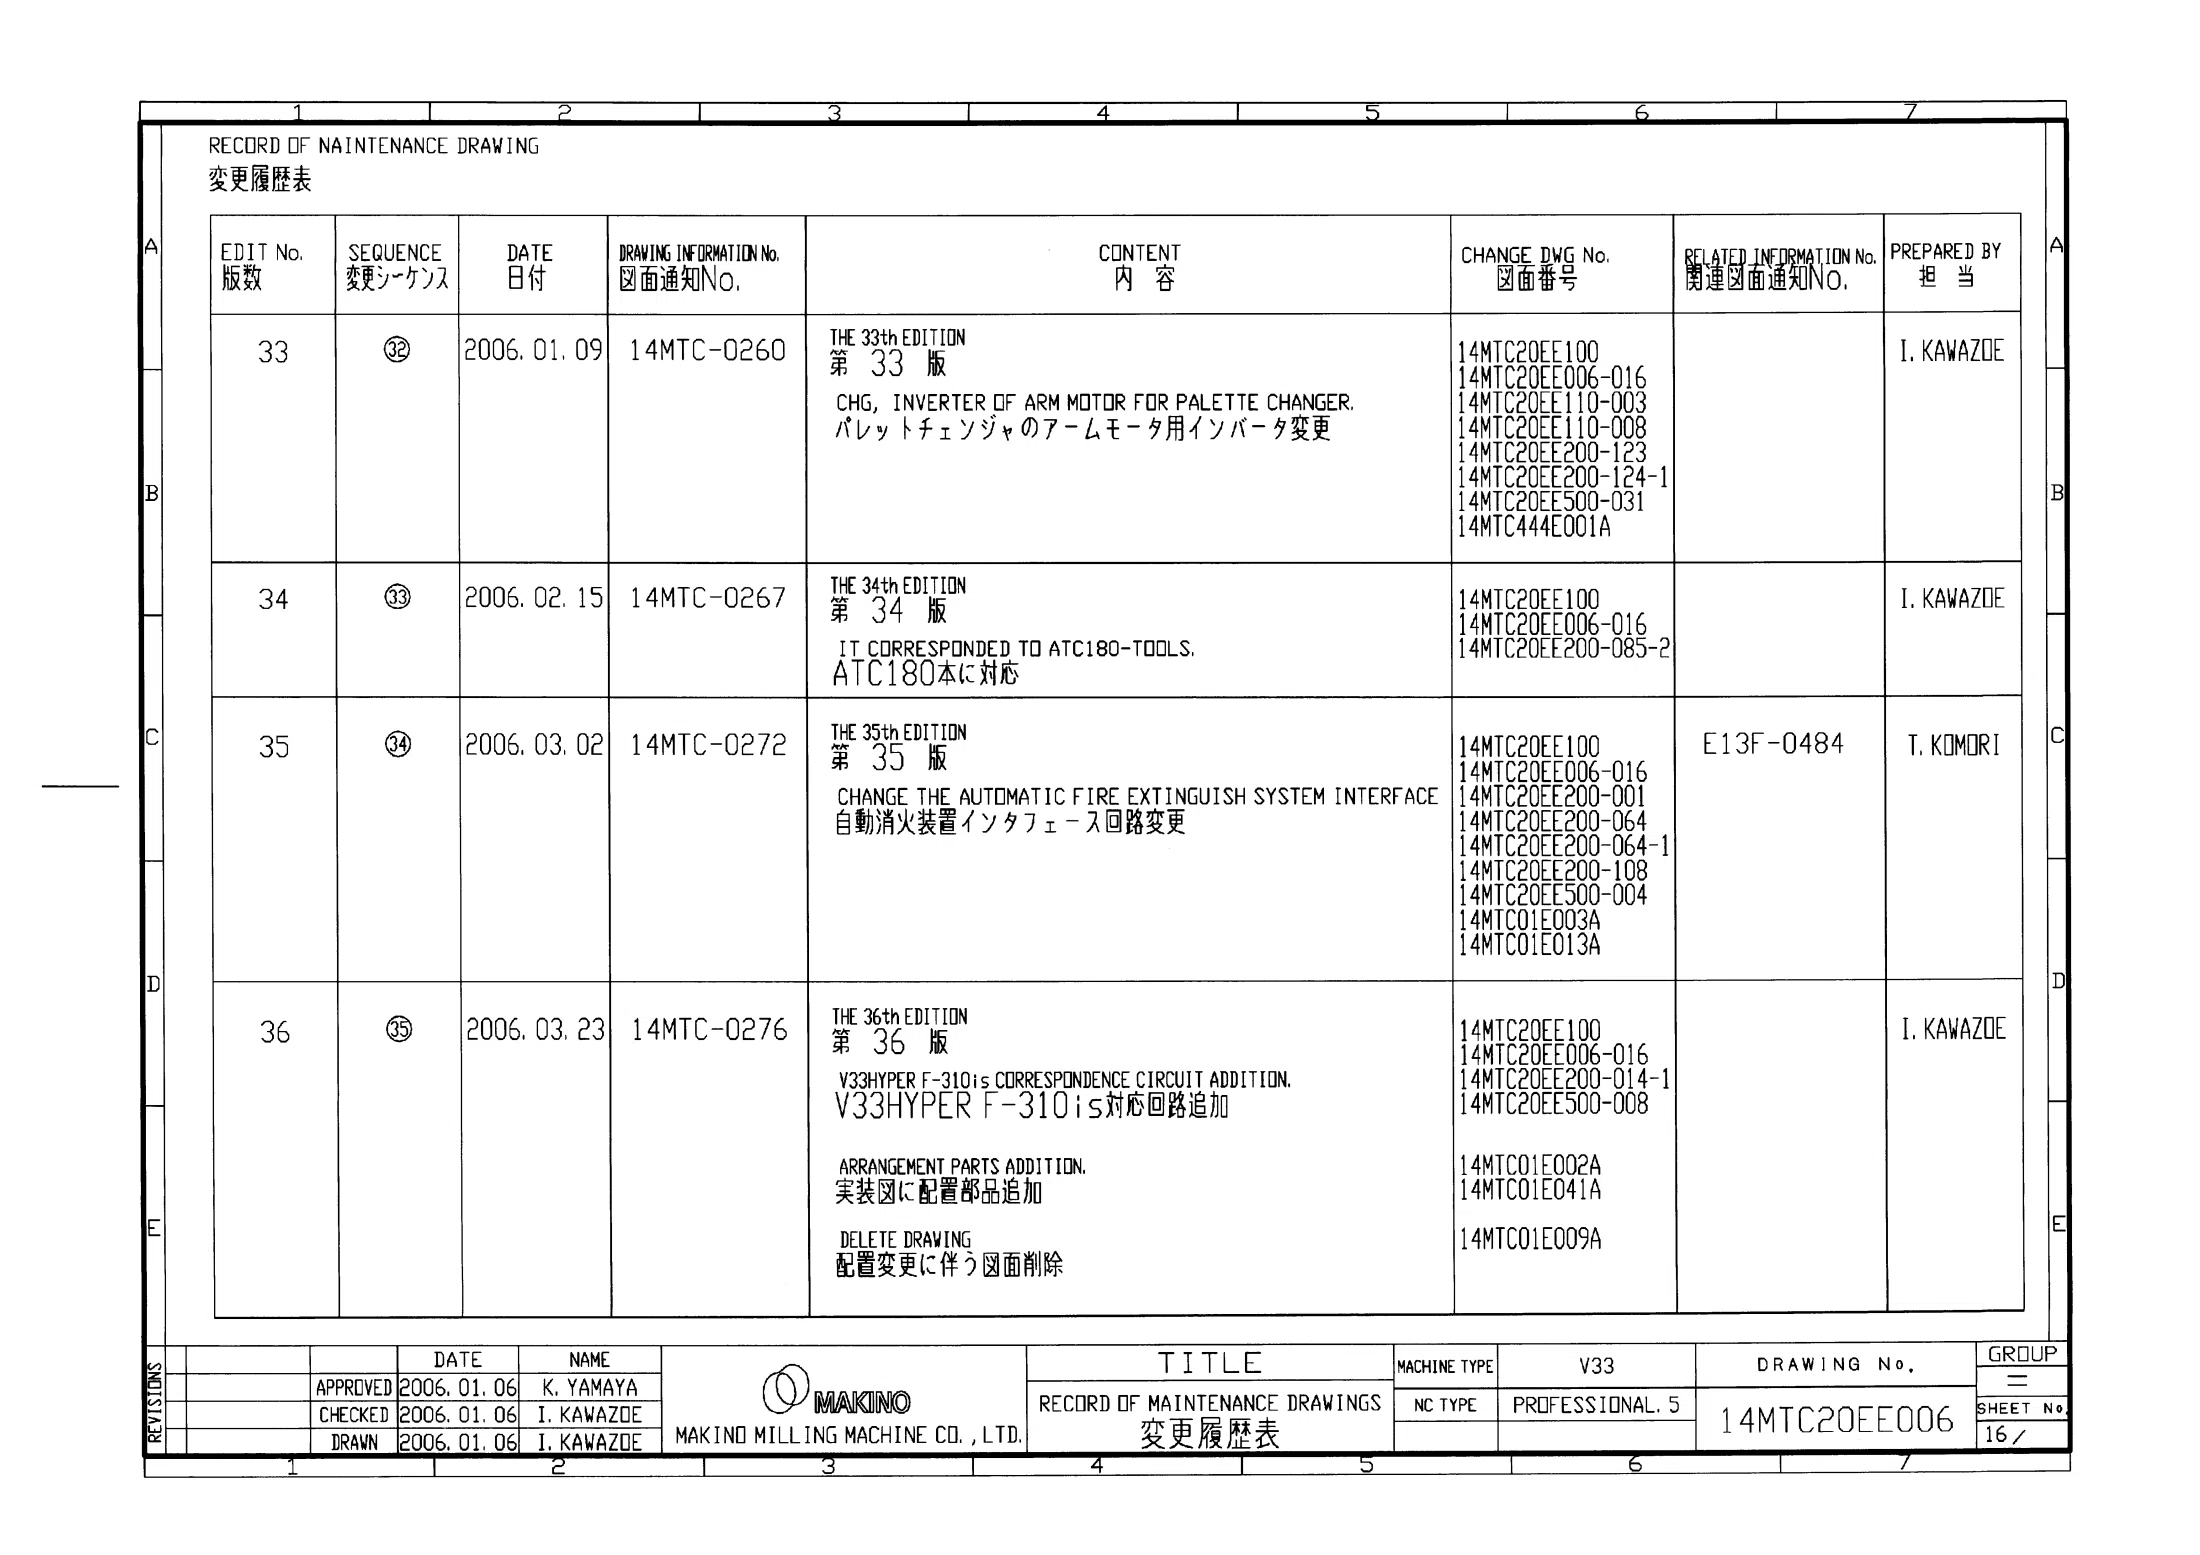 1 2 3 4 5 6 7
RECORD OF NAINTENANCE DRAWING
変更履歴表
A A
B B
C C
D D
E E
EDIT No.
版数
SEQUENCE
変更シーケンス
DATE
日付
DRAWING INFORMATION No.
図面通知No.
CONTENT
内 容
CHANGE DWG No.
図面番号
RELATED INFORMATION No.
関連図面通知No.
PREPARED BY
担 当
33
㉜
2006.01.09
14MTC-0260
THE 33th EDITION
第 33 版
CHG, INVERTER OF ARM MOTOR FOR PALETTE CHANGER.
パレットチェンジャのアームモータ用インバータ変更
14MTC20EE100
14MTC20EE006-016
14MTC20EE110-003
14MTC20EE110-008
14MTC20EE200-123
14MTC20EE200-124-1
14MTC20EE500-031
14MTC444E001A
I. KAWAZOE
34
㉝
2006.02.15
14MTC-0267
THE 34th EDITION
第 34 版
IT CORRESPONDED TO ATC180-TOOLS.
ATC180本に対応
14MTC20EE100
14MTC20EE006-016
14MTC20EE200-085-2
I. KAWAZOE
35
㉞
2006.03.02
14MTC-0272
THE 35th EDITION
第 35 版
CHANGE THE AUTOMATIC FIRE EXTINGUISH SYSTEM INTERFACE
自動消火装置インタフェース回路変更
14MTC20EE100
14MTC20EE006-016
14MTC20EE200-001
14MTC20EE200-064
14MTC20EE200-064-1
14MTC20EE200-108
14MTC20EE500-004
14MTC01E003A
14MTC01E013A
E13F-0484
T. KOMORI
36
㉟
2006.03.23
14MTC-0276
THE 36th EDITION
第 36 版
V33HYPER F-310is CORRESPONDENCE CIRCUIT ADDITION.
V33HYPER F-310is対応回路追加
ARRANGEMENT PARTS ADDITION.
実装図に配置部品追加
DELETE DRAWING
配置変更に伴う図面削除
14MTC20EE100
14MTC20EE006-016
14MTC20EE200-014-1
14MTC20EE500-008
14MTC01E002A
14MTC01E041A
14MTC01E009A
I. KAWAZOE
REVISIONS
DATE NAME
APPROVED 2006.01.06 K. YAMAYA
CHECKED 2006.01.06 I. KAWAZOE
DRAWN 2006.01.06 I. KAWAZOE
MAKINO
MAKINO MILLING MACHINE CO.,LTD.
TITLE
RECORD OF MAINTENANCE DRAWINGS
変更履歴表
MACHINE TYPE V33
NC TYPE PROFESSIONAL.5
DRAWING No.
14MTC20EE006
GROUP
=
SHEET No.
16/
1 2 3 4 5 6 7